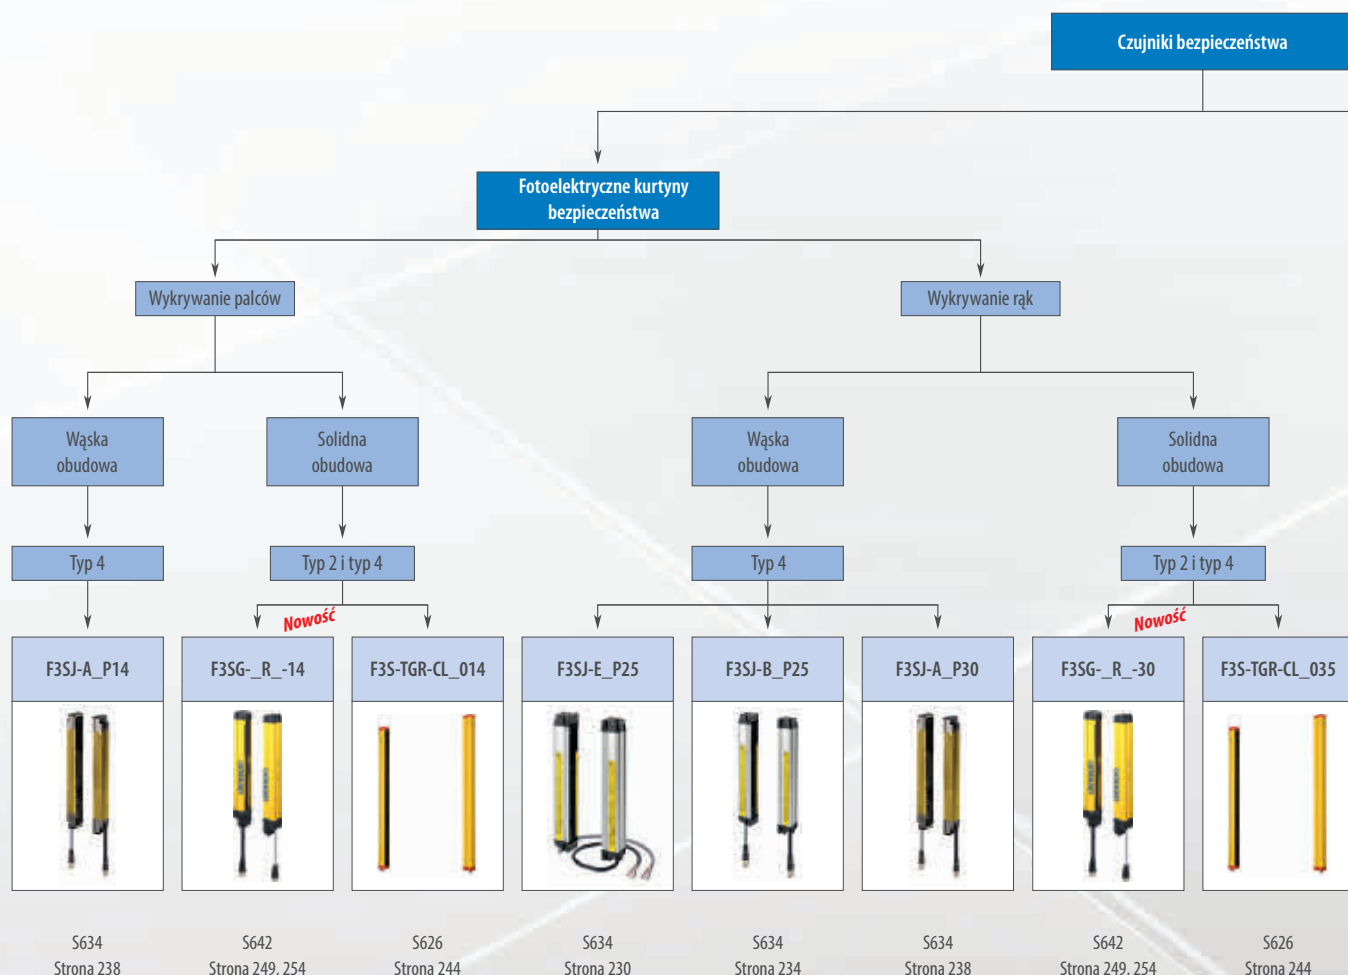 Czujniki bezpieczeństwa
Fotoelektryczne kurtyny
bezpieczeństwa
Wykrywanie palców
Wykrywanie rąk
Wąska
obudowa
Solidna
obudowa
Wąska
obudowa
Solidna
obudowa
Typ 4
Typ 2 i typ 4
Typ 4
Typ 2 i typ 4
Nowość
Nowość
F3SJ-A_P14
F3SG-_R_-14
F3S-TGR-CL_014
F3SJ-E_P25
F3SJ-B_P25
F3SJ-A_P30
F3SG-_R_-30
F3S-TGR-CL_035
S634
S642
S626
S634
S634
S634
S642
S626
Strona 238
Strona 249, 254
Strona 244
Strona 230
Strona 234
Strona 238
Strona 249, 254
Strona 244